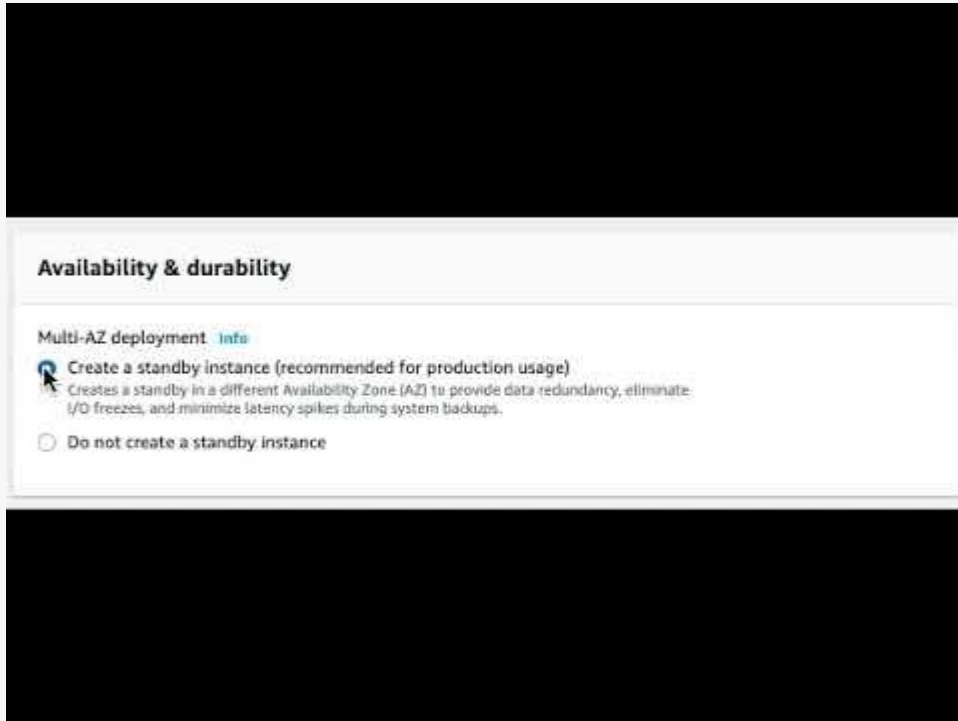 Availability & durability
Multi-AZ deployment Info
Create a standby instance (recommended for production usage)
Creates a standby in a different Availability Zone (AZ) to provide data redundancy, eliminate
I/O freezes, and minimize latency spikes during system backups.
Do not create a standby instance